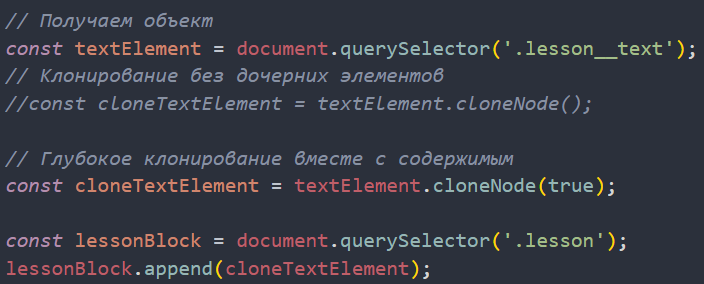 // Получаем объект
const textElement = document.querySelector('.lesson__text');
// Клонирование без дочерних элементов
//const cloneTextElement = textElement.cloneNode();
// Глубокое клонирование вместе с содержимым
const cloneTextElement = textElement.cloneNode(true);
const lessonBlock = document.querySelector('.lesson');
lessonBlock.append(cloneTextElement);